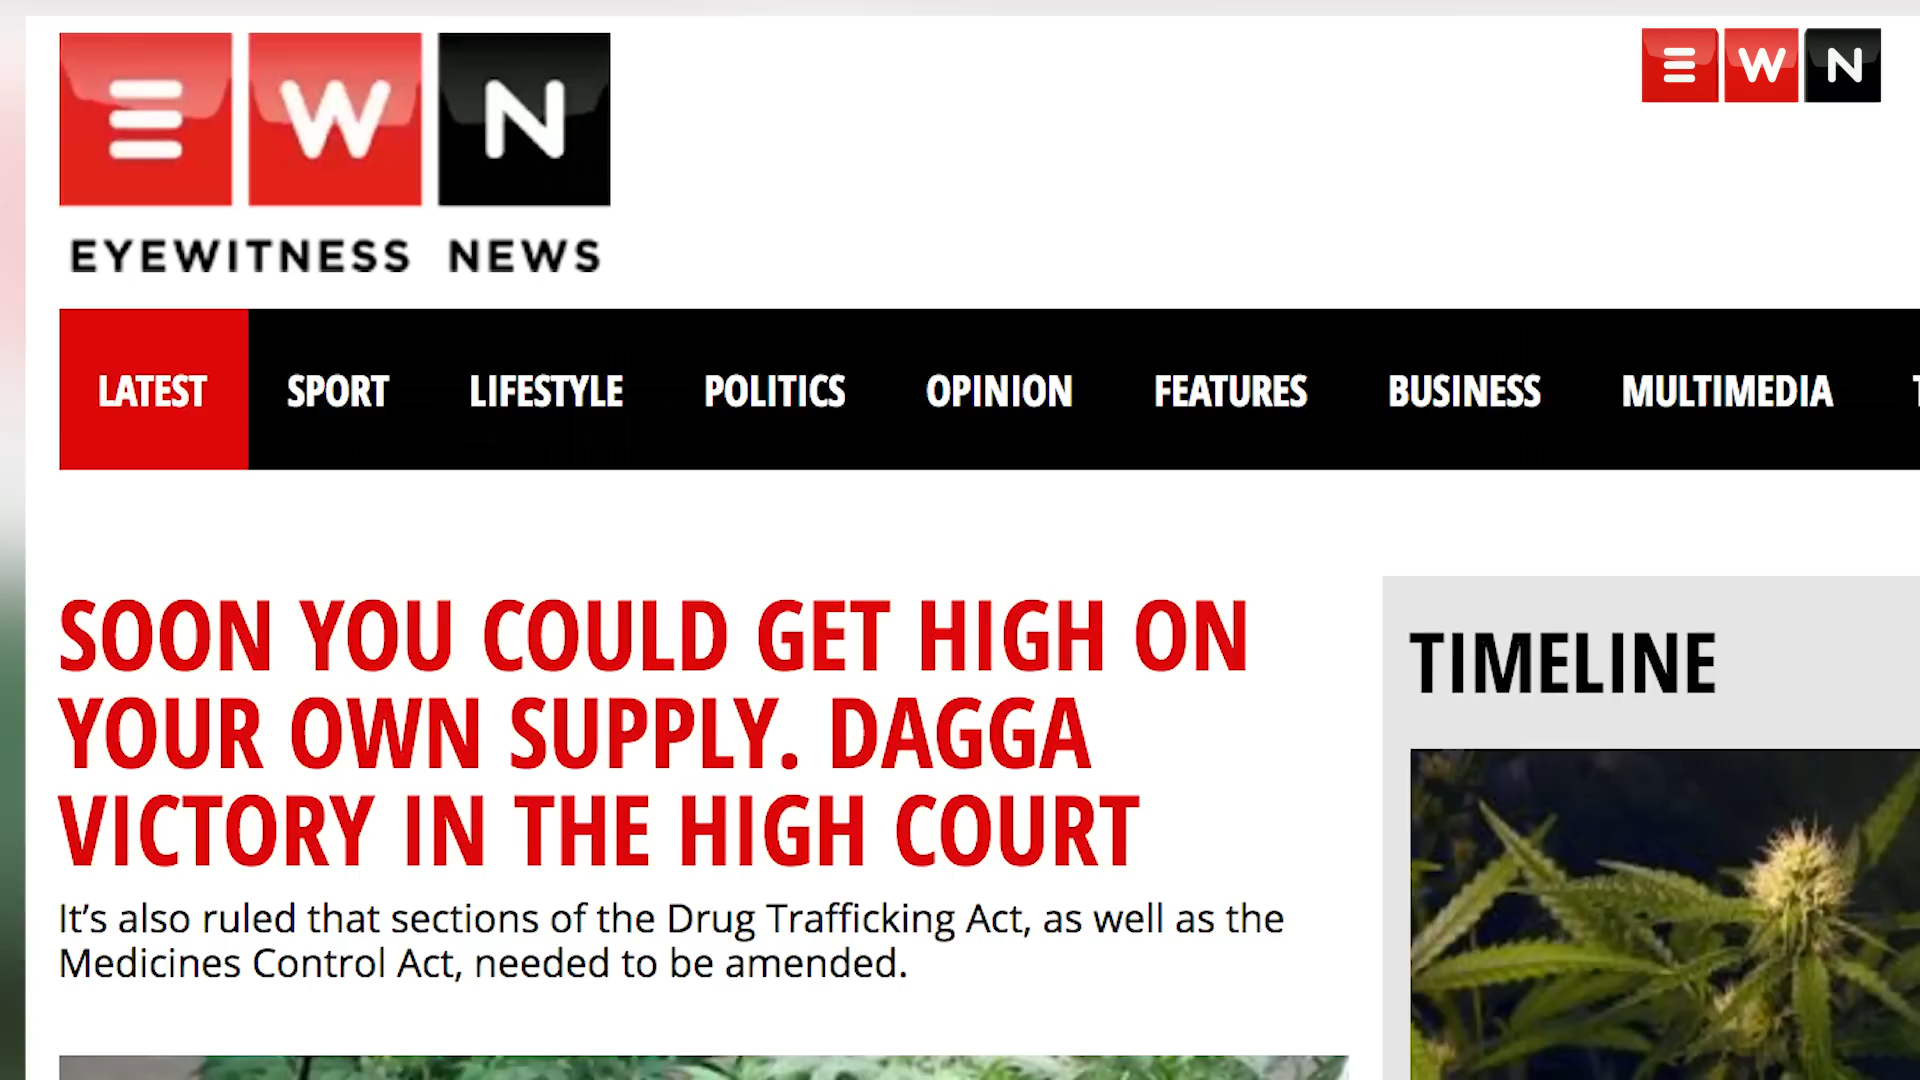 EWN
EWN
EYEWITNESS NEWS
LATEST SPORT LIFESTYLE POLITICS OPINION FEATURES BUSINESS MULTIMEDIA
SOON YOU COULD GET HIGH ON
YOUR OWN SUPPLY. DAGGA
VICTORY IN THE HIGH COURT
It’s also ruled that sections of the Drug Trafficking Act, as well as the
Medicines Control Act, needed to be amended.
TIMELINE